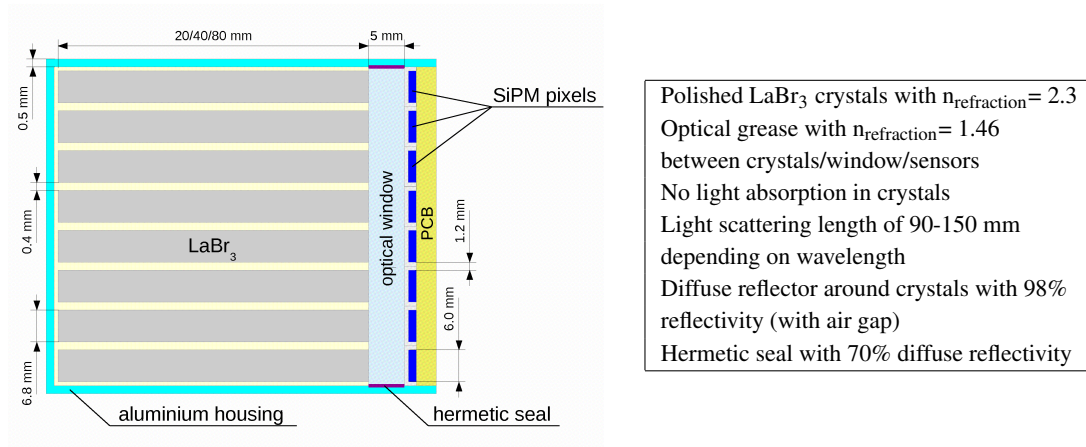 20/40/80 mm
5 mm
0.5 mm
SiPM pixels
0.4 mm
LaBr3
optical window
PCB
1.2 mm
6.0 mm
6.8 mm
aluminium housing
hermetic seal
Polished LaBr3 crystals with nrefraction= 2.3
Optical grease with nrefraction= 1.46
between crystals/window/sensors
No light absorption in crystals
Light scattering length of 90-150 mm
depending on wavelength
Diffuse reflector around crystals with 98%
reflectivity (with air gap)
Hermetic seal with 70% diffuse reflectivity